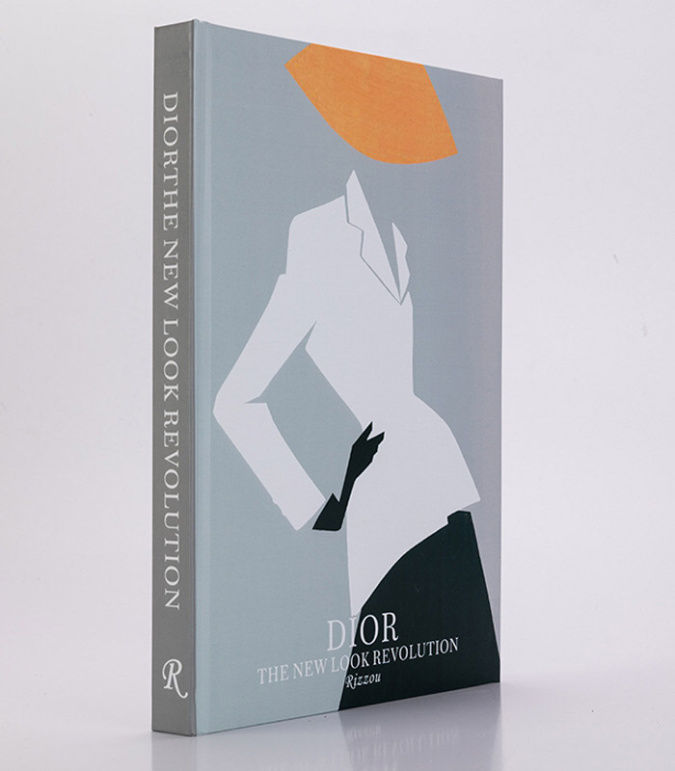 DIORTHE NEW LOOK REVOLUTION
R
DIOR
THE NEW LOOK REVOLUTION
Rizzou